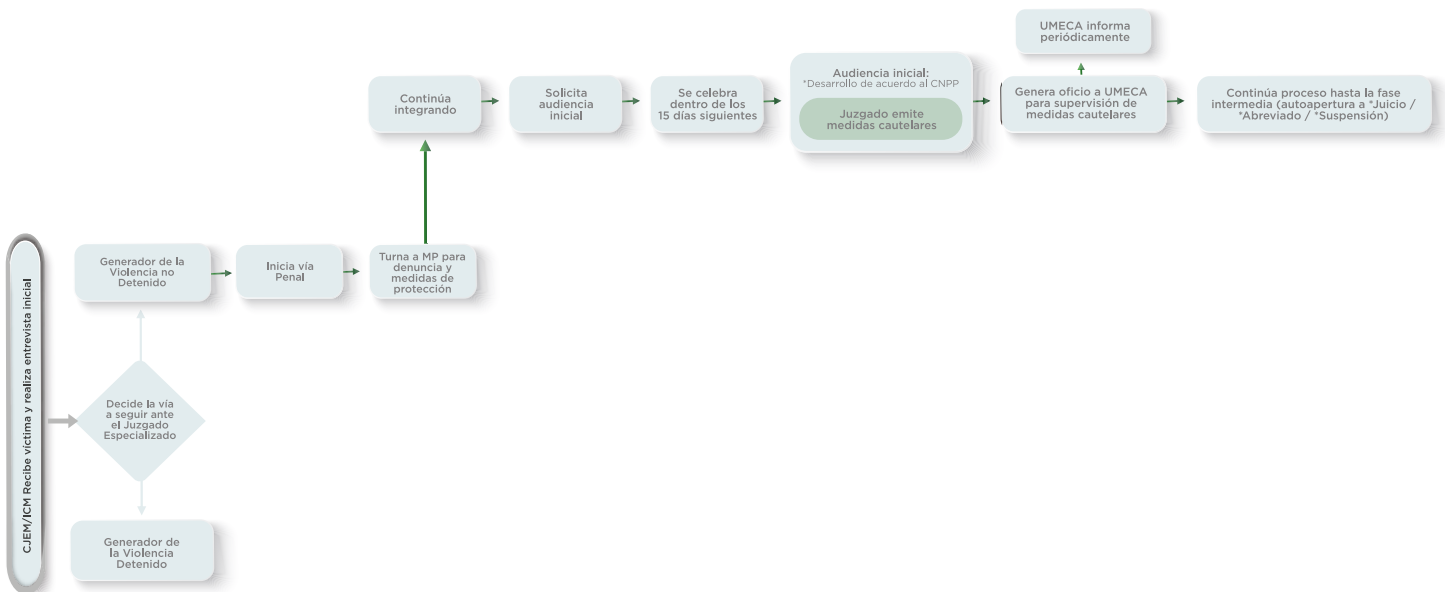 CJEM/ICM Recibe víctima y realiza entrevista inicial
Decide la vía
a seguir ante
el Juzgado
Especializado
Generador de
la Violencia
Detenido
Generador de la
Violencia no
Detenido
Inicia vía
Penal
Turna a MP para
denuncia y
medidas de
protección
Continúa
integrando
Solicita
audiencia
inicial
Se celebra
dentro de los
15 días siguientes
Audiencia inicial:
*Desarrollo de acuerdo al CNPP
Juzgado emite
medidas cautelares
Genera oficio a UMECA
para supervisión de
medidas cautelares
UMECA informa
periódicamente
Continúa proceso hasta la fase
intermedia (autoapertura a *Juicio /
*Abreviado / *Suspensión)